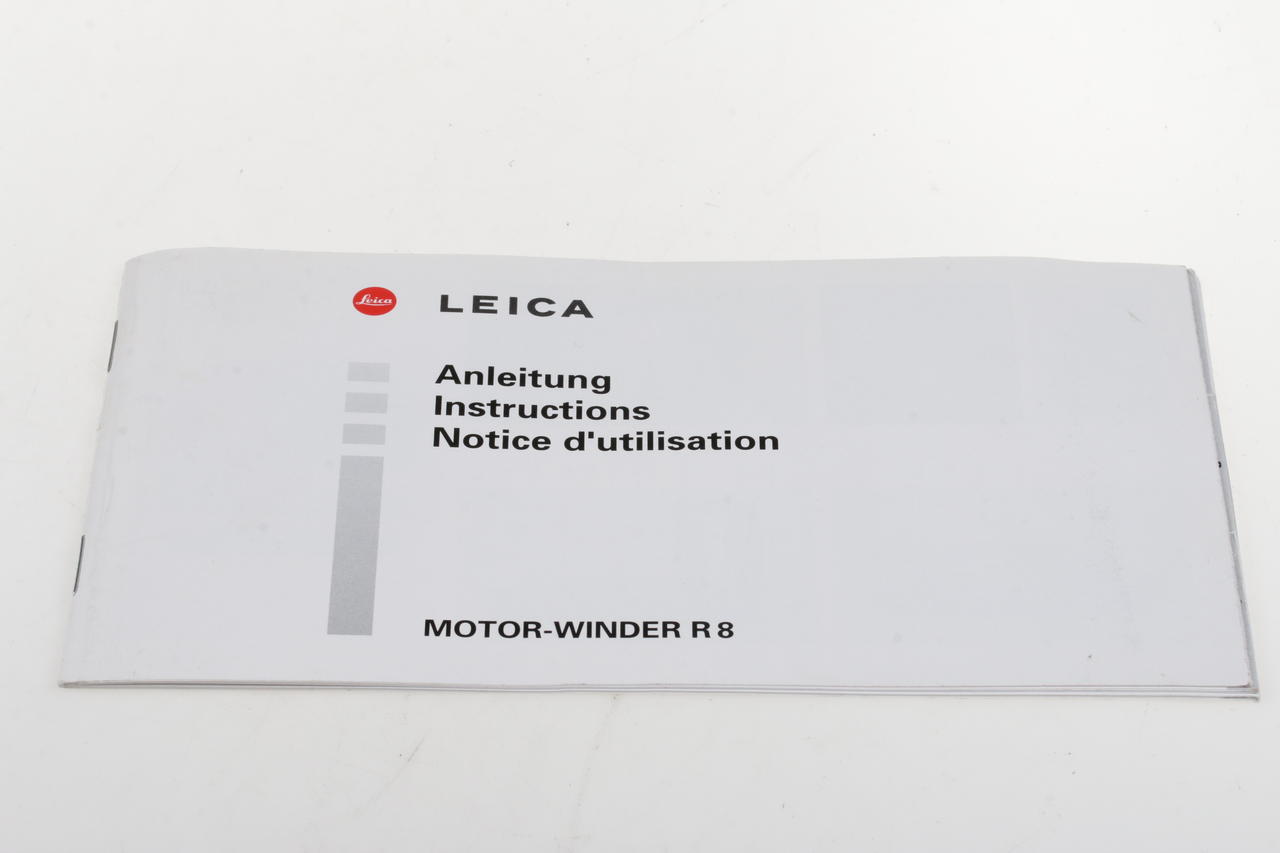 Leica LEICA
Anleitung
Instructions
Notice d'utilisation
MOTOR-WINDER R8